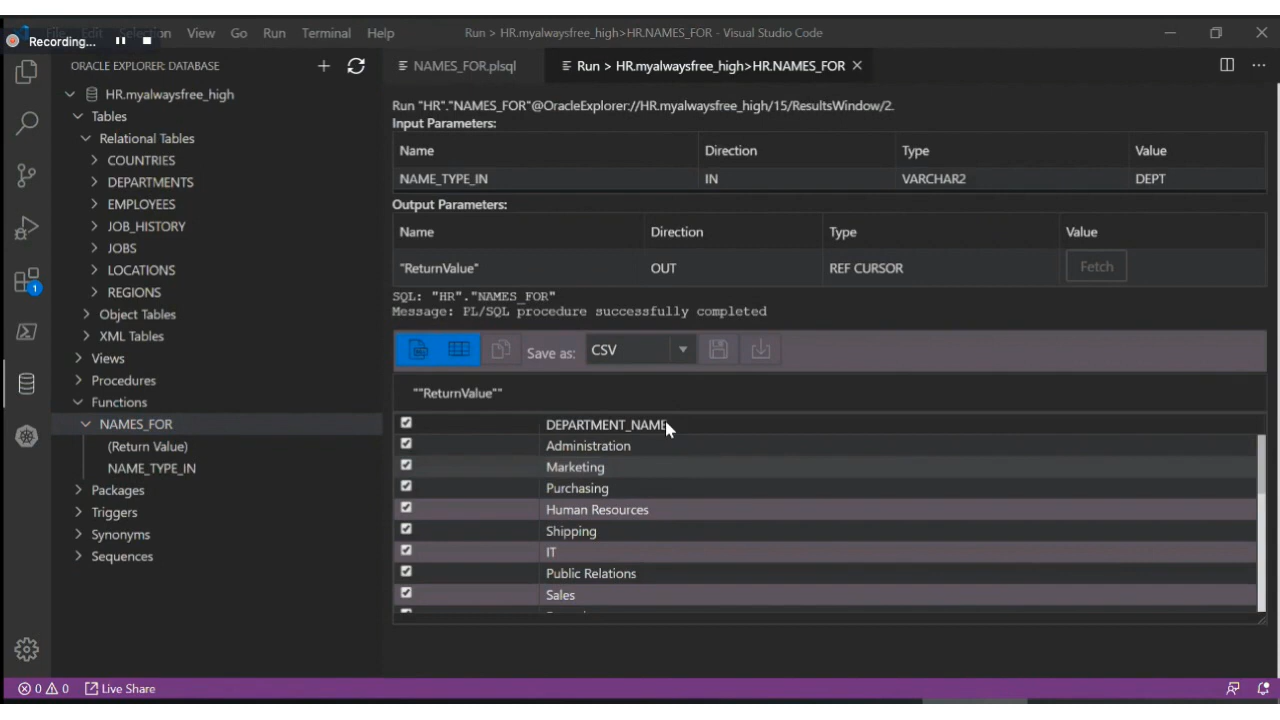 File Edit Selection View Go Run Terminal Help
Run > HR.myalwaysfree_high>HR.NAMES_FOR - Visual Studio Code
Recording...
ORACLE EXPLORER: DATABASE
HR.myalwaysfree_high
Tables
Relational Tables
COUNTRIES
DEPARTMENTS
EMPLOYEES
JOB_HISTORY
JOBS
LOCATIONS
REGIONS
Object Tables
XML Tables
Views
Procedures
Functions
NAMES_FOR
(Return Value)
NAME_TYPE_IN
Packages
Triggers
Synonyms
Sequences
1
NAMES_FOR.plsql
Run > HR.myalwaysfree_high>HR.NAMES_FOR
Run "HR"."NAMES_FOR"@OracleExplorer://HR.myalwaysfree_high/15/ResultsWindow/2.
Input Parameters:
Name Direction Type Value
NAME_TYPE_IN IN VARCHAR2 DEPT
Output Parameters:
Name Direction Type Value
"ReturnValue" OUT REF CURSOR Fetch
SQL: "HR"."NAMES_FOR"
Message: PL/SQL procedure successfully completed
Save as: CSV
""ReturnValue""
DEPARTMENT_NAME
Administration
Marketing
Purchasing
Human Resources
Shipping
IT
Public Relations
Sales
0 0 Live Share